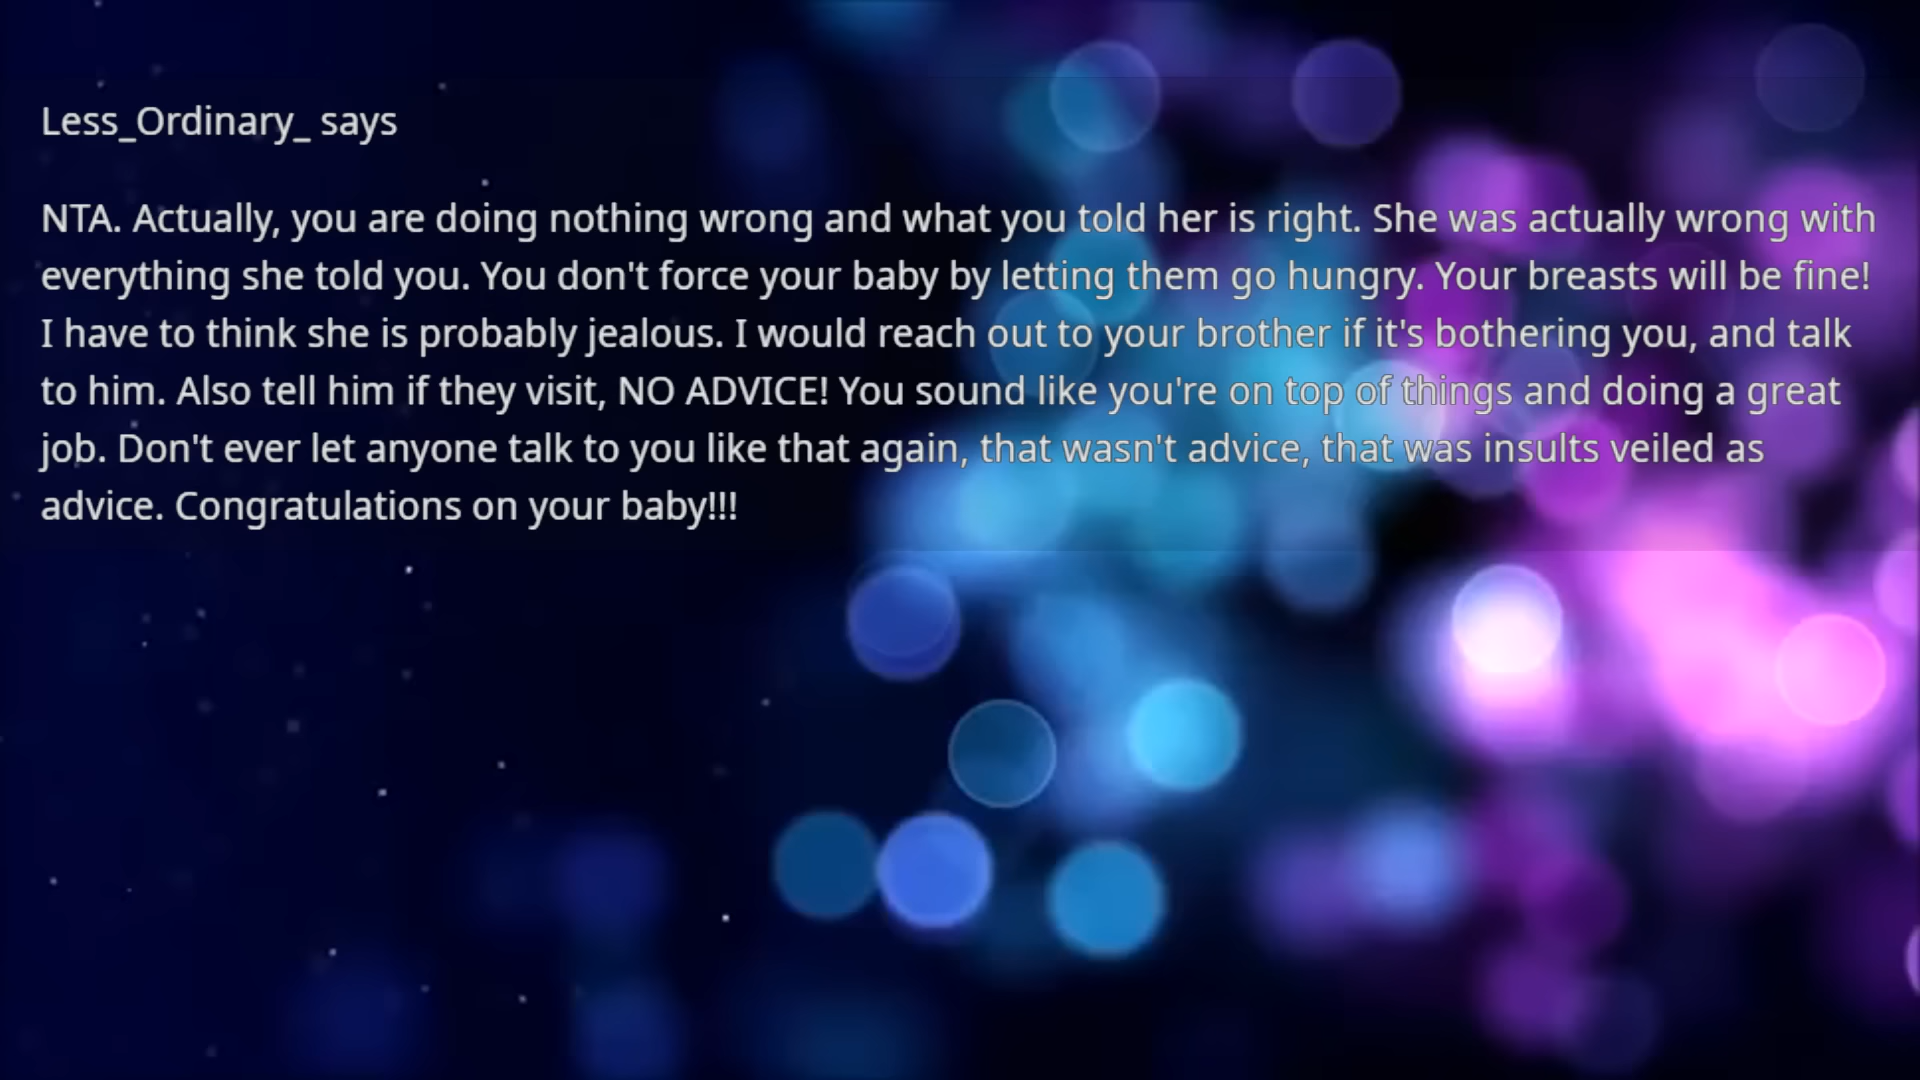 Less_Ordinary_ says
NTA. Actually, you are doing nothing wrong and what you told her is right. She was actually wrong with
everything she told you. You don't force your baby by letting them go hungry. Your breasts will be fine!
I have to think she is probably jealous. I would reach out to your brother if it's bothering you, and talk
to him. Also tell him if they visit, NO ADVICE! You sound like you're on top of things and doing a great
job. Don't ever let anyone talk to you like that again, that wasn't advice, that was insults veiled as
advice. Congratulations on your baby!!!